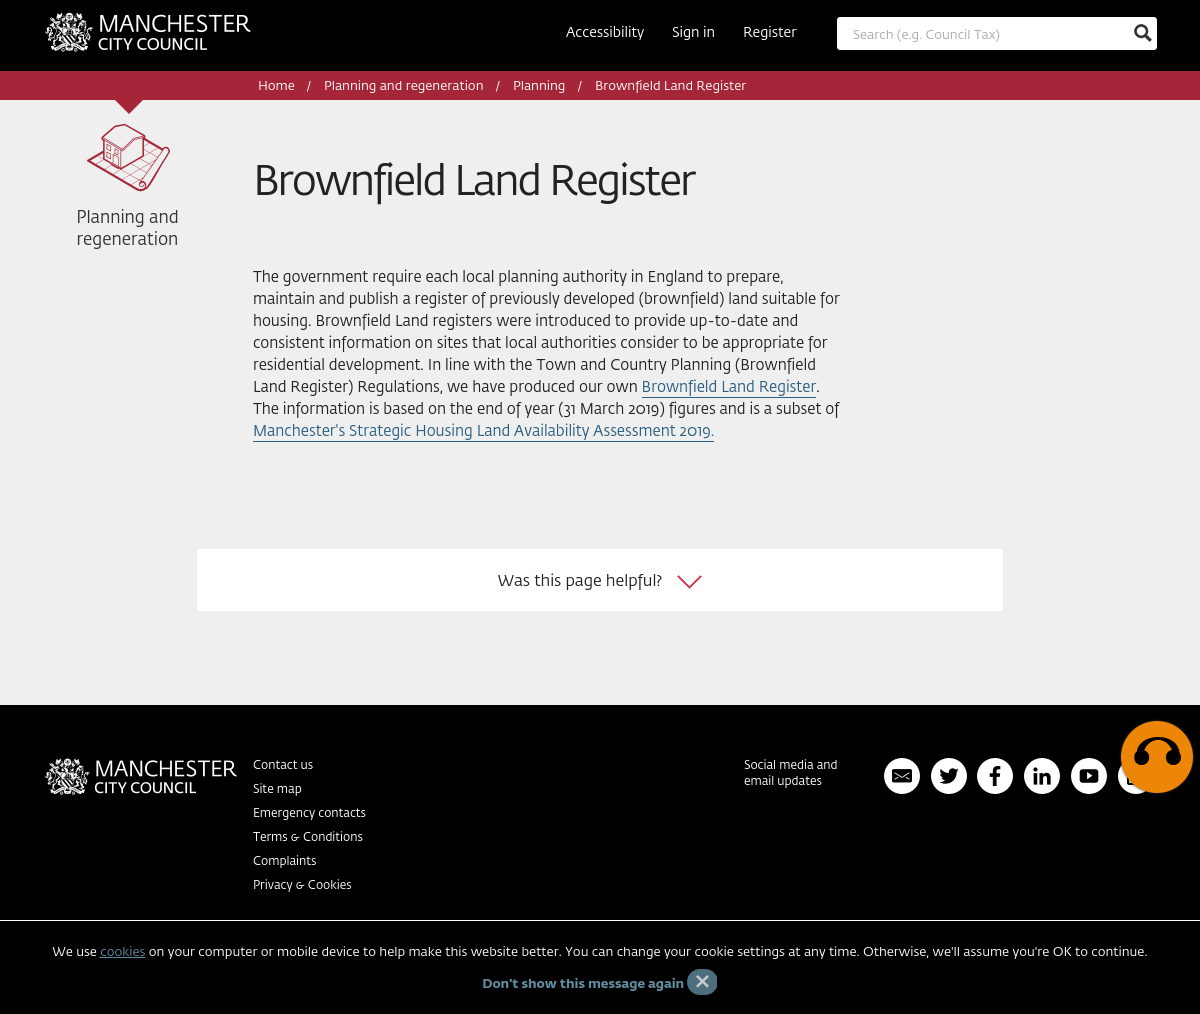 MANCHESTER
CITY COUNCIL
Accessibility Sign in Register Search (e.g. Council Tax)
Home / Planning and regeneration / Planning / Brownfield Land Register
Planning and
regeneration
Brownfield Land Register
The government require each local planning authority in England to prepare,
maintain and publish a register of previously developed (brownfield) land suitable for
housing. Brownfield Land registers were introduced to provide up-to-date and
consistent information on sites that local authorities consider to be appropriate for
residential development. In line with the Town and Country Planning (Brownfield
Land Register) Regulations, we have produced our own Brownfield Land Register.
The information is based on the end of year (31 March 2019) figures and is a subset of
Manchester's Strategic Housing Land Availability Assessment 2019.
Was this page helpful?
MANCHESTER
CITY COUNCIL
Contact us
Site map
Emergency contacts
Terms & Conditions
Complaints
Privacy & Cookies
Social media and
email updates
We use cookies on your computer or mobile device to help make this website better. You can change your cookie settings at any time. Otherwise, we'll assume you're OK to continue.
Don't show this message again